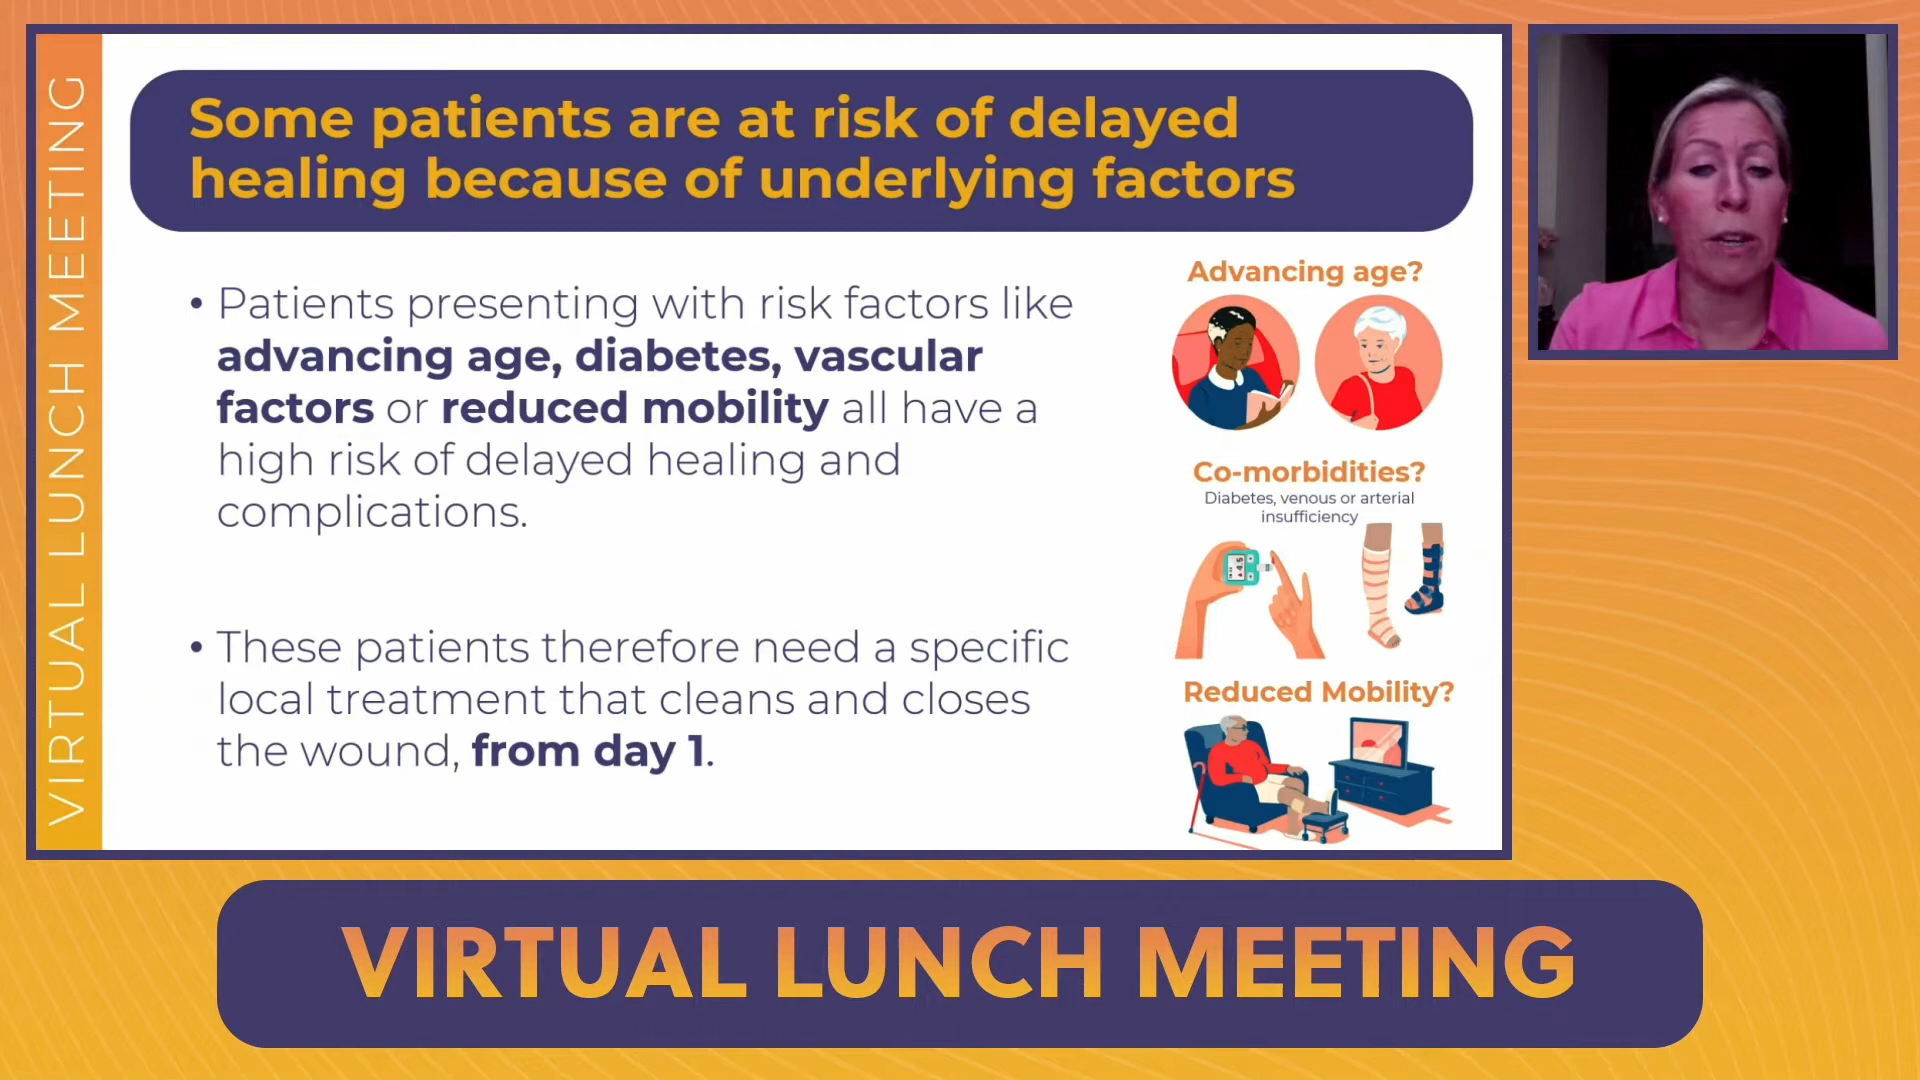 VIRTUAL LUNCH MEETING
Some patients are at risk of delayed
healing because of underlying factors
• Patients presenting with risk factors like
advancing age, diabetes, vascular
factors or reduced mobility all have a
high risk of delayed healing and
complications.
• These patients therefore need a specific
local treatment that cleans and closes
the wound, from day 1.
Advancing age?
Co-morbidities?
Diabetes, venous or arterial
insufficiency
Reduced Mobility?
VIRTUAL LUNCH MEETING